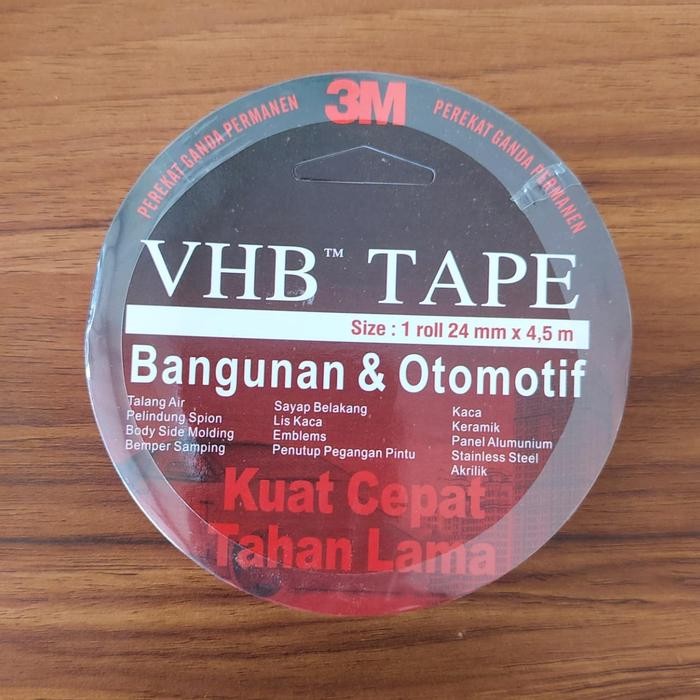 3M
PEREKAT GANDA PERMANEN
PEREKAT GANDA PERMANEN
VHB™ TAPE
Size : 1 roll 24 mm x 4,5 m
Bangunan & Otomotif
Talang Air
Pelindung Spion
Body Side Molding
Bemper Samping
Sayap Belakang
Lis Kaca
Emblems
Penutup Pegangan Pintu
Kaca
Keramik
Panel Alumunium
Stainless Steel
Akrilik
Kuat Cepat
Tahan Lama